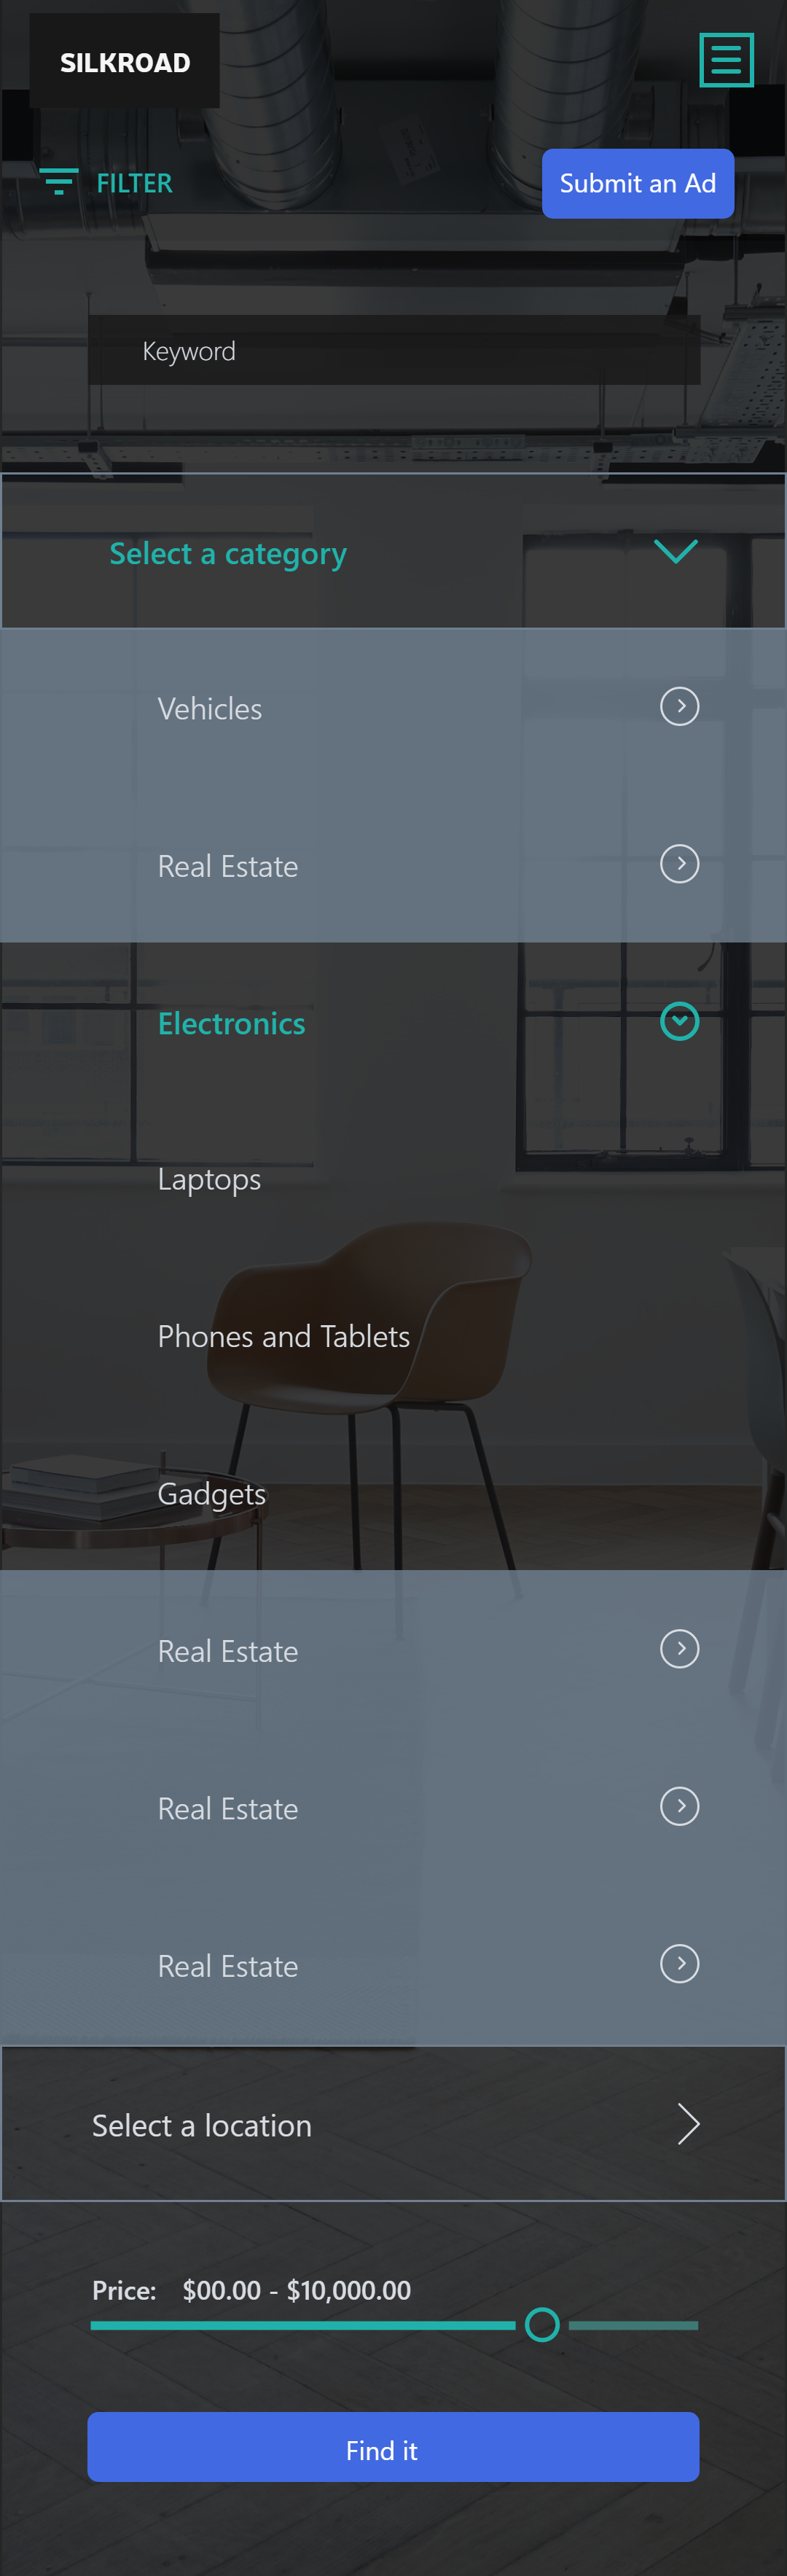 SILKROAD
FILTER
Submit an Ad
Keyword
Select a category
Vehicles
Real Estate
Electronics
Laptops
Phones and Tablets
Gadgets
Real Estate
Real Estate
Real Estate
Select a location
Price: $00.00 - $10,000.00
Find it